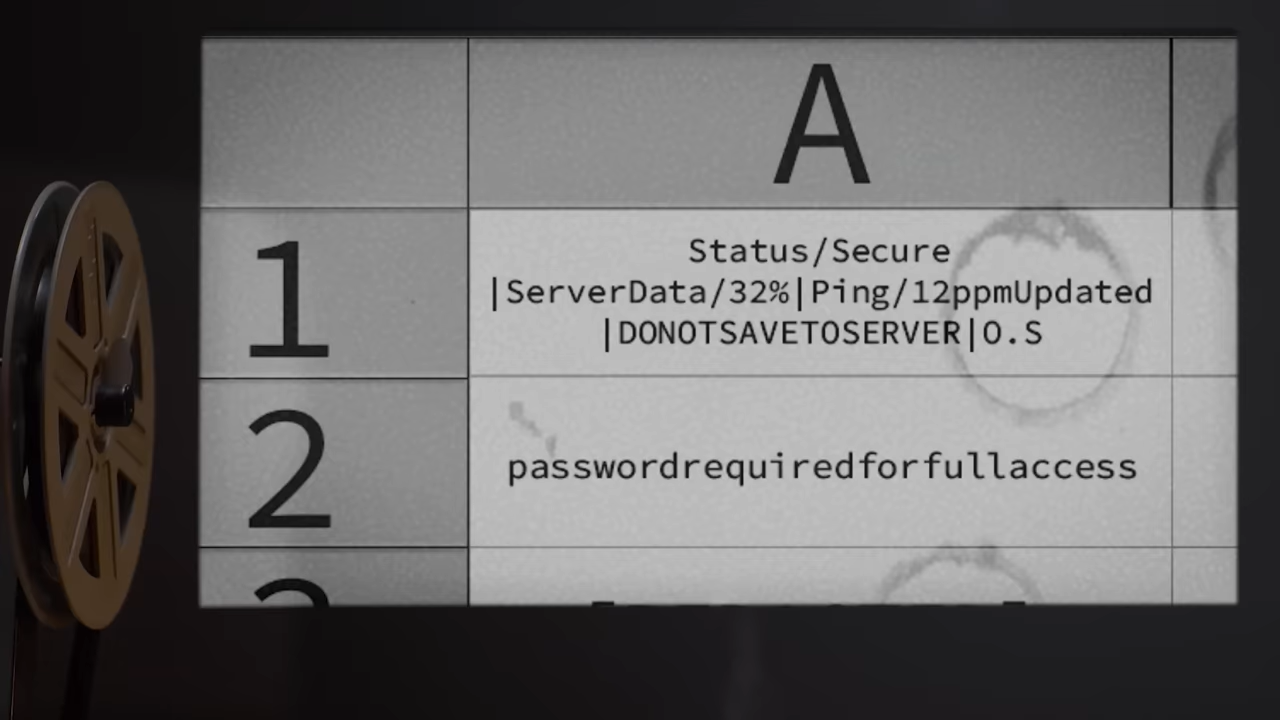 A
1
Status/Secure
|ServerData/32%|Ping/12ppmUpdated
|DONOTSAVETOSERVER|O.S
2
passwordrequiredforfullaccess